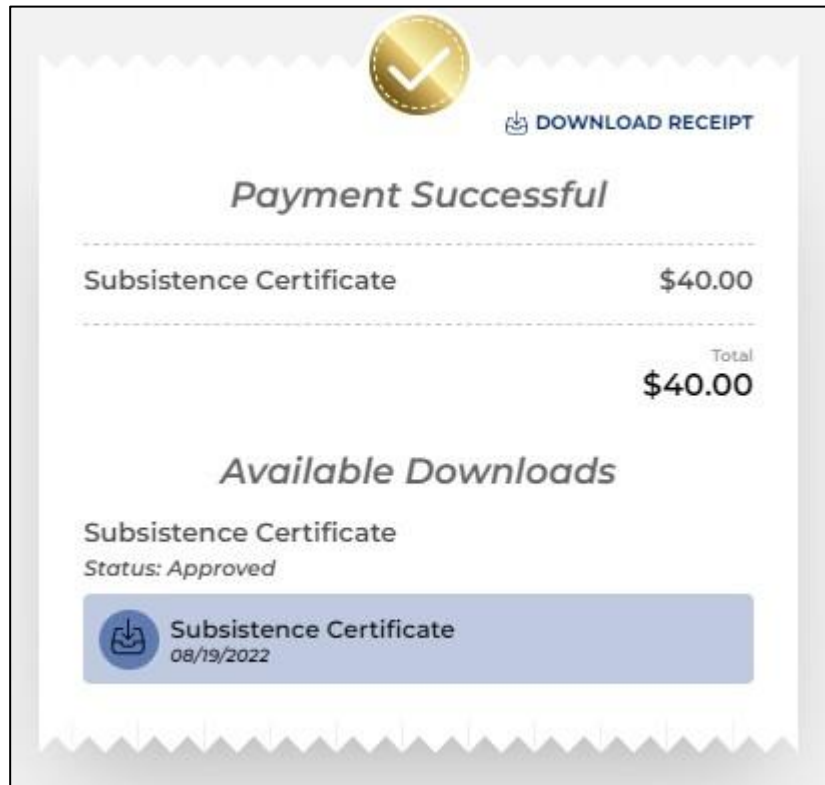 DOWNLOAD RECEIPT
Payment Successful
Subsistence Certificate $40.00
Total
$40.00
Available Downloads
Subsistence Certificate
Status: Approved
Subsistence Certificate
08/19/2022